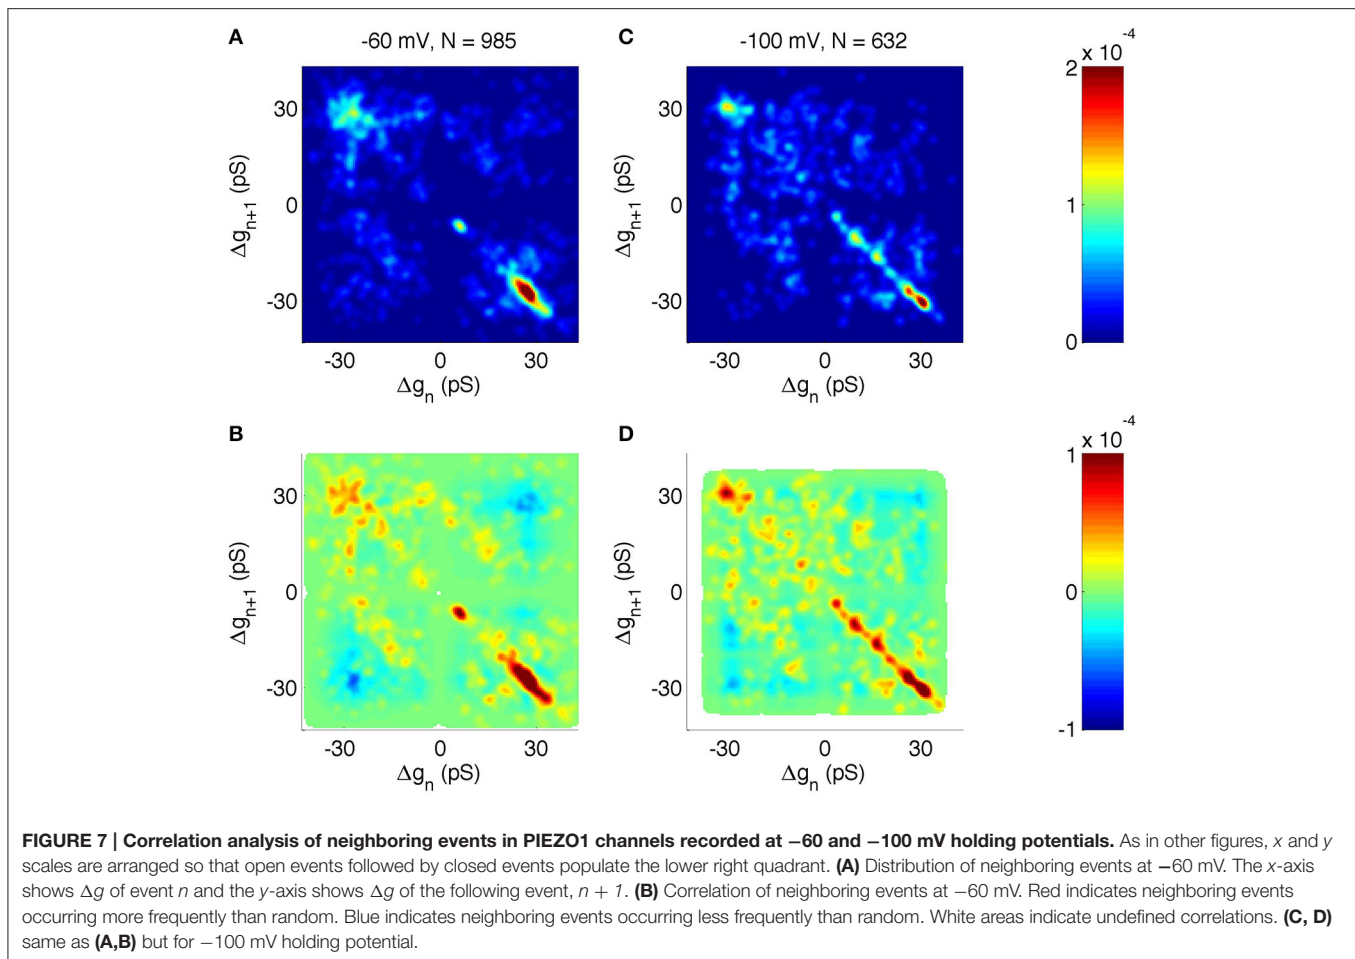 A
-60 mV, N = 985
30
0
-30
Δgn+1 (pS)
-30
0
30
Δgn (pS)
C
-100 mV, N = 632
30
0
-30
Δgn+1 (pS)
-30
0
30
Δgn (pS)
x 10-4
2
1
0
B
30
0
-30
Δgn+1 (pS)
-30
0
30
Δgn (pS)
D
30
0
-30
Δgn+1 (pS)
-30
0
30
Δgn (pS)
x 10-4
1
0
-1
FIGURE 7 | Correlation analysis of neighboring events in PIEZO1 channels recorded at −60 and −100 mV holding potentials. As in other figures, x and y
scales are arranged so that open events followed by closed events populate the lower right quadrant. (A) Distribution of neighboring events at −60 mV. The x-axis
shows Δg of event n and the y-axis shows Δg of the following event, n + 1. (B) Correlation of neighboring events at −60 mV. Red indicates neighboring events
occurring more frequently than random. Blue indicates neighboring events occurring less frequently than random. White areas indicate undefined correlations. (C, D)
same as (A,B) but for −100 mV holding potential.